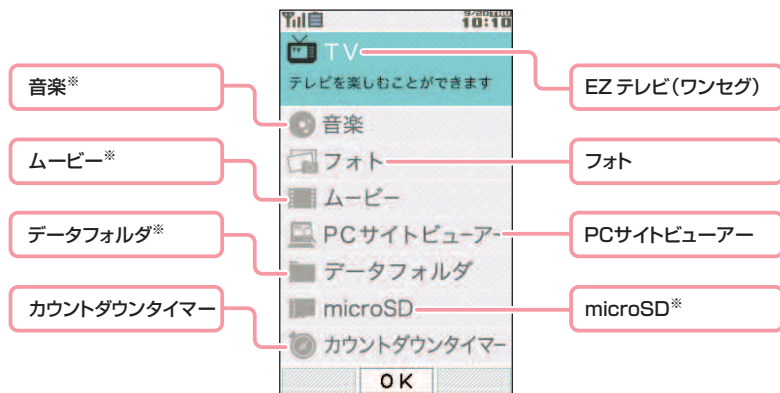 9/20THU
10:10
TV
テレビを楽しむことができます
音楽
フォト
ムービー
PCサイトビューアー
データフォルダ
microSD
カウントダウンタイマー
OK
音楽※
ムービー※
データフォルダ※
カウントダウンタイマー
EZテレビ(ワンセグ)
フォト
PCサイトビューアー
microSD※